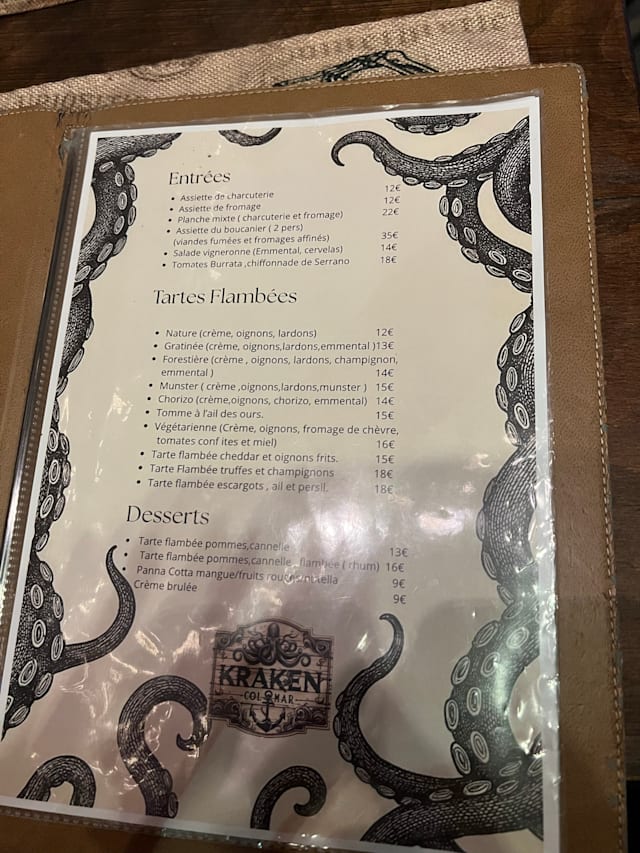 Entrées
• Assiette de charcuterie 12€
• Assiette de fromage 12€
• Planche mixte ( charcuterie et fromage) 22€
• Assiette du boucanier ( 2 pers)
(viandes fumées et fromages affinés) 35€
• Salade vigneronne (Emmental, cervelas) 14€
• Tomates Burrata ,chiffonnade de Serrano 18€
Tartes Flambées
• Nature (crème, oignons, lardons) 12€
• Gratinée (crème, oignons,lardons,emmental )13€
• Forestière (crème , oignons, lardons, champignon,
emmental ) 14€
• Munster ( crème ,oignons,lardons,munster ) 15€
• Chorizo (crème,oignons, chorizo, emmental) 14€
• Tomme à l'ail des ours. 15€
• Végétarienne (Crème, oignons, fromage de chèvre,
tomates conf ites et miel) 16€
• Tarte flambée cheddar et oignons frits. 15€
• Tarte Flambée truffes et champignons 18€
• Tarte flambée escargots , ail et persil. 18€
Desserts
• Tarte flambée pommes,cannelle 13€
• Tarte flambée pommes,cannelle , flambée ( rhum) 16€
• Panna Cotta mangue/fruits rouges/nutella 9€
Crème brulée 9€
KRAKEN
COLMAR